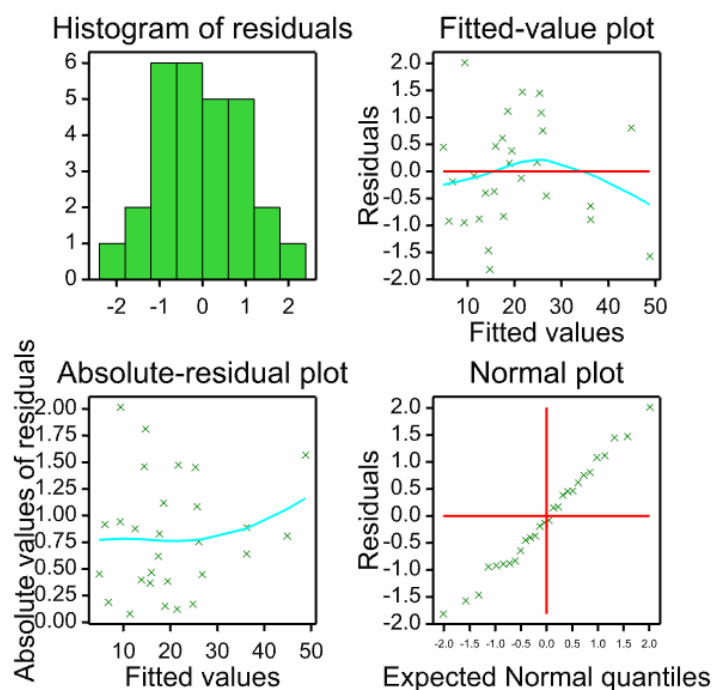 Histogram of residuals
6
5
4
3
2
1
0
-2 -1 0 1 2
Fitted-value plot
Residuals
2.0
1.5
1.0
0.5
0.0
-0.5
-1.0
-1.5
-2.0
10 20 30 40 50
Fitted values
Absolute-residual plot
Absolute values of residuals
2.00
1.75
1.50
1.25
1.00
0.75
0.50
0.25
0.00
10 20 30 40 50
Fitted values
Normal plot
Residuals
2.0
1.5
1.0
0.5
0.0
-0.5
-1.0
-1.5
-2.0
-2.0 -1.5 -1.0 -0.5 0.0 0.5 1.0 1.5 2.0
Expected Normal quantiles